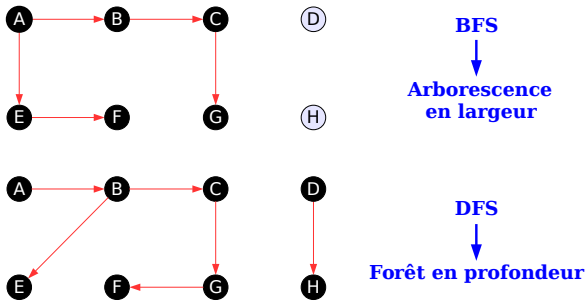 A B C D
BFS
Arborescence
en largeur
E F G H
A B C D
DFS
Forêt en profondeur
E F G H